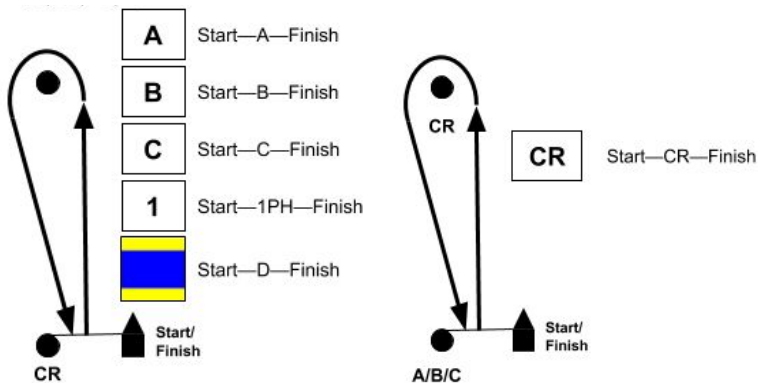 A Start—A—Finish
B Start—B—Finish
C Start—C—Finish
1 Start—1PH—Finish
Start—D—Finish
Start/
Finish
CR
CR
CR Start—CR—Finish
Start/
Finish
A/B/C